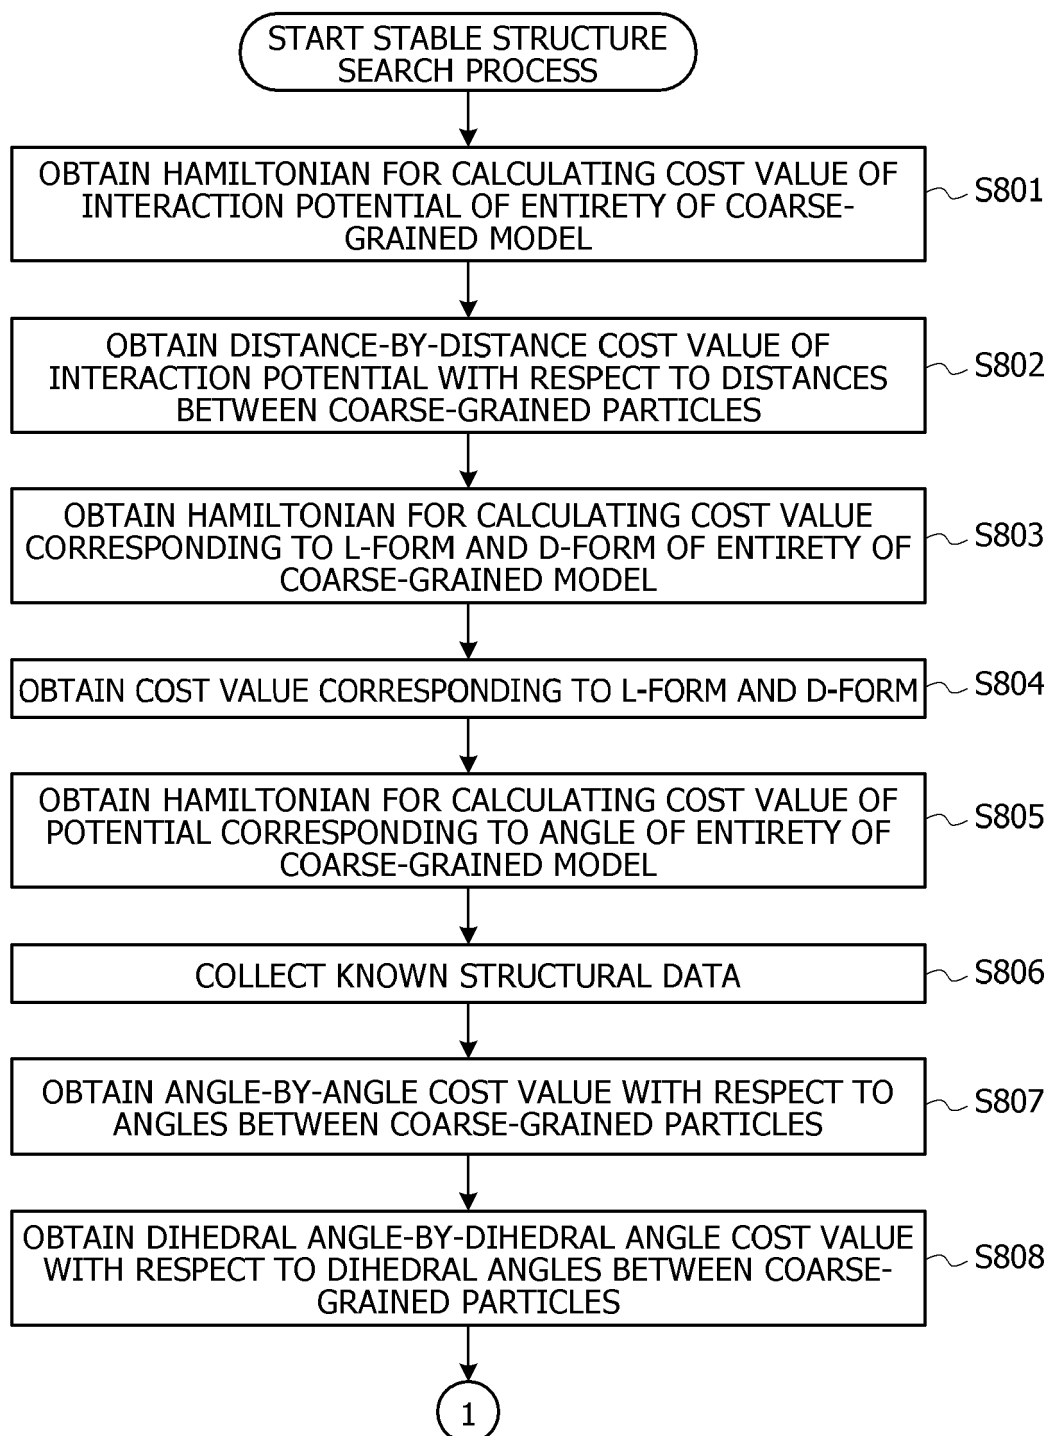 START STABLE STRUCTURE
SEARCH PROCESS
OBTAIN HAMILTONIAN FOR CALCULATING COST VALUE OF
INTERACTION POTENTIAL OF ENTIRETY OF COARSE-
GRAINED MODEL
S801
OBTAIN DISTANCE-BY-DISTANCE COST VALUE OF
INTERACTION POTENTIAL WITH RESPECT TO DISTANCES
BETWEEN COARSE-GRAINED PARTICLES
S802
OBTAIN HAMILTONIAN FOR CALCULATING COST VALUE
CORRESPONDING TO L-FORM AND D-FORM OF ENTIRETY OF
COARSE-GRAINED MODEL
S803
OBTAIN COST VALUE CORRESPONDING TO L-FORM AND D-FORM
S804
OBTAIN HAMILTONIAN FOR CALCULATING COST VALUE OF
POTENTIAL CORRESPONDING TO ANGLE OF ENTIRETY OF
COARSE-GRAINED MODEL
S805
COLLECT KNOWN STRUCTURAL DATA
S806
OBTAIN ANGLE-BY-ANGLE COST VALUE WITH RESPECT TO
ANGLES BETWEEN COARSE-GRAINED PARTICLES
S807
OBTAIN DIHEDRAL ANGLE-BY-DIHEDRAL ANGLE COST VALUE
WITH RESPECT TO DIHEDRAL ANGLES BETWEEN COARSE-
GRAINED PARTICLES
S808
1